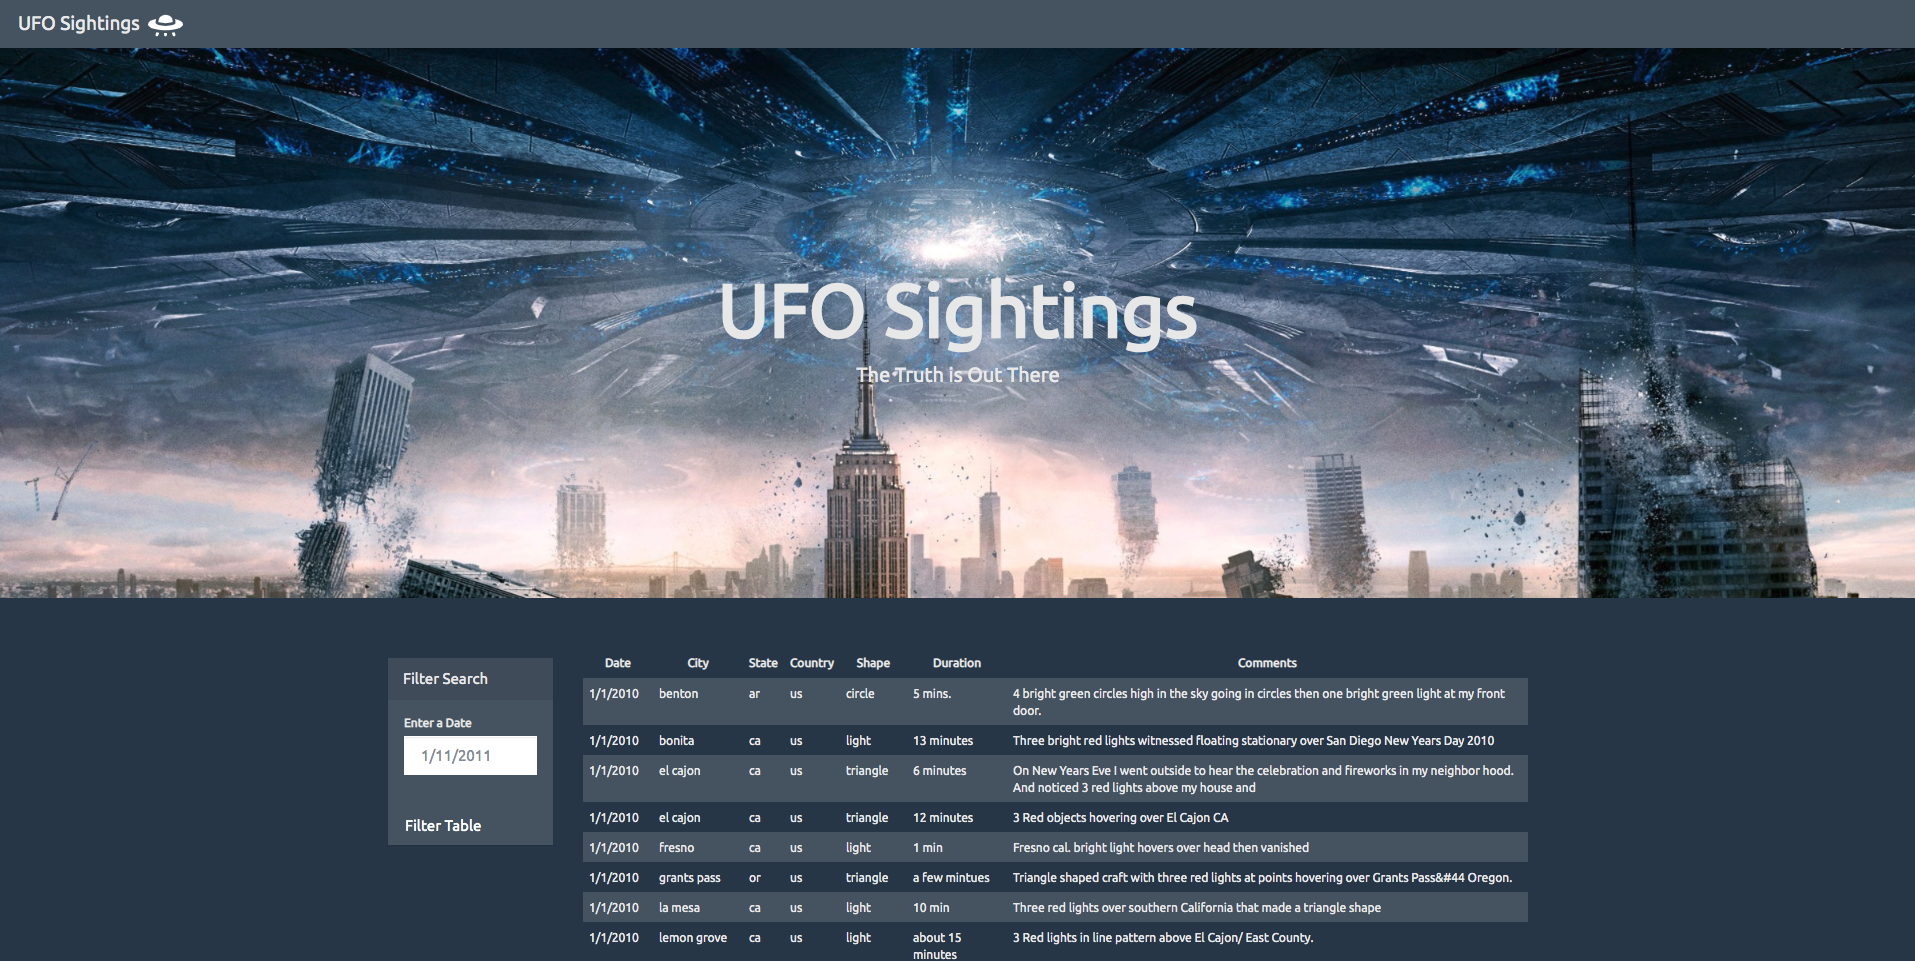 UFO Sightings
UFO Sightings
The Truth is Out There
Filter Search
Enter a Date
1/11/2011
Filter Table
Date City State Country Shape Duration Comments
1/1/2010 benton ar us circle 5 mins. 4 bright green circles high in the sky going in circles then one bright green light at my front
door.
1/1/2010 bonita ca us light 13 minutes Three bright red lights witnessed floating stationary over San Diego New Years Day 2010
1/1/2010 el cajon ca us triangle 6 minutes On New Years Eve I went outside to hear the celebration and fireworks in my neighbor hood.
And noticed 3 red lights above my house and
1/1/2010 el cajon ca us triangle 12 minutes 3 Red objects hovering over El Cajon CA
1/1/2010 fresno ca us light 1 min Fresno cal. bright light hovers over head then vanished
1/1/2010 grants pass or us triangle a few mintues Triangle shaped craft with three red lights at points hovering over Grants Pass&#44 Oregon.
1/1/2010 la mesa ca us light 10 min Three red lights over southern California that made a triangle shape
1/1/2010 lemon grove ca us light about 15 3 Red lights in line pattern above El Cajon/ East County.
minutes